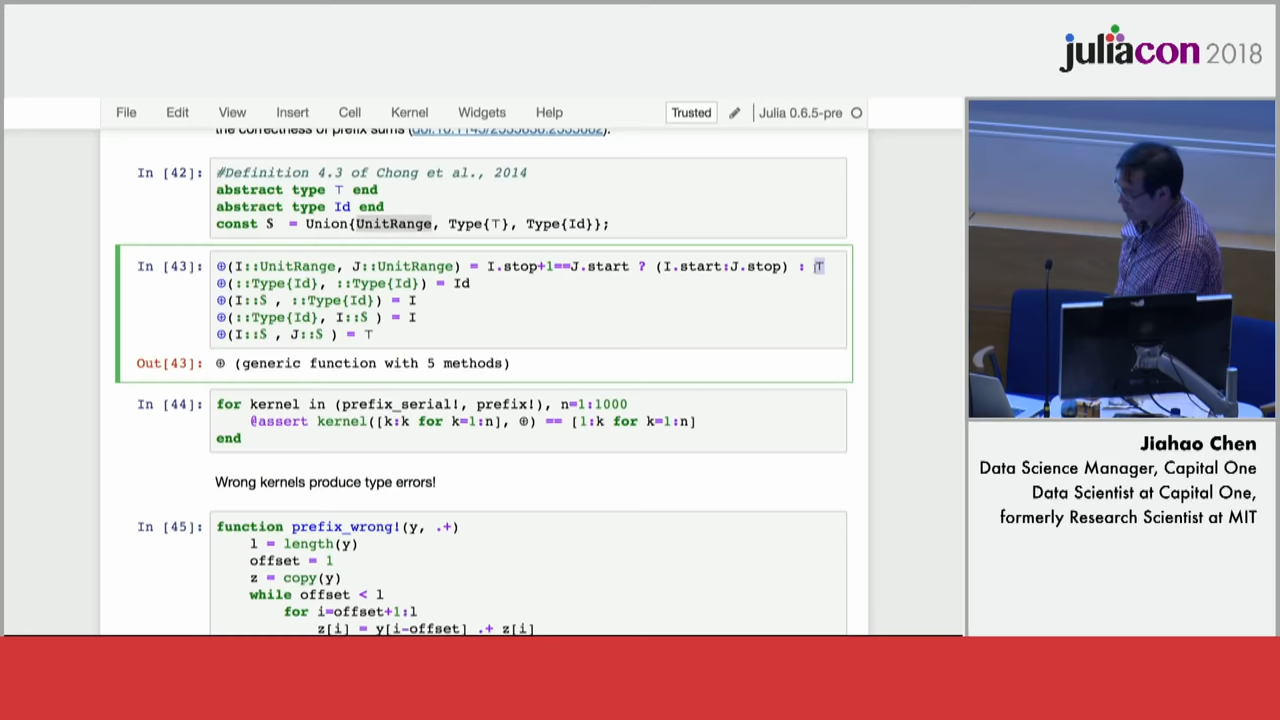 juliacon 2018
File Edit View Insert Cell Kernel Widgets Help Trusted Julia 0.6.5-pre
the correctness of prefix sums
In [42]: #Definition 4.3 of Chong et al., 2014
abstract type ⊤ end
abstract type Id end
const S = Union{UnitRange, Type{⊤}, Type{Id}};
In [43]: ⊕(I::UnitRange, J::UnitRange) = I.stop+1==J.start ? (I.start:J.stop) : ⊤
⊕(::Type{Id}, ::Type{Id}) = Id
⊕(I::S , ::Type{Id}) = I
⊕(::Type{Id}, I::S ) = I
⊕(I::S , J::S ) = ⊤
Out[43]: ⊕ (generic function with 5 methods)
In [44]: for kernel in (prefix_serial!, prefix!), n=1:1000
@assert kernel([k:k for k=1:n], ⊕) == [1:k for k=1:n]
end
Wrong kernels produce type errors!
In [45]: function prefix_wrong!(y, .+)
l = length(y)
offset = 1
z = copy(y)
while offset < l
for i=offset+1:l
z[i] = y[i-offset] .+ z[i]
Jiahao Chen
Data Science Manager, Capital One
Data Scientist at Capital One,
formerly Research Scientist at MIT